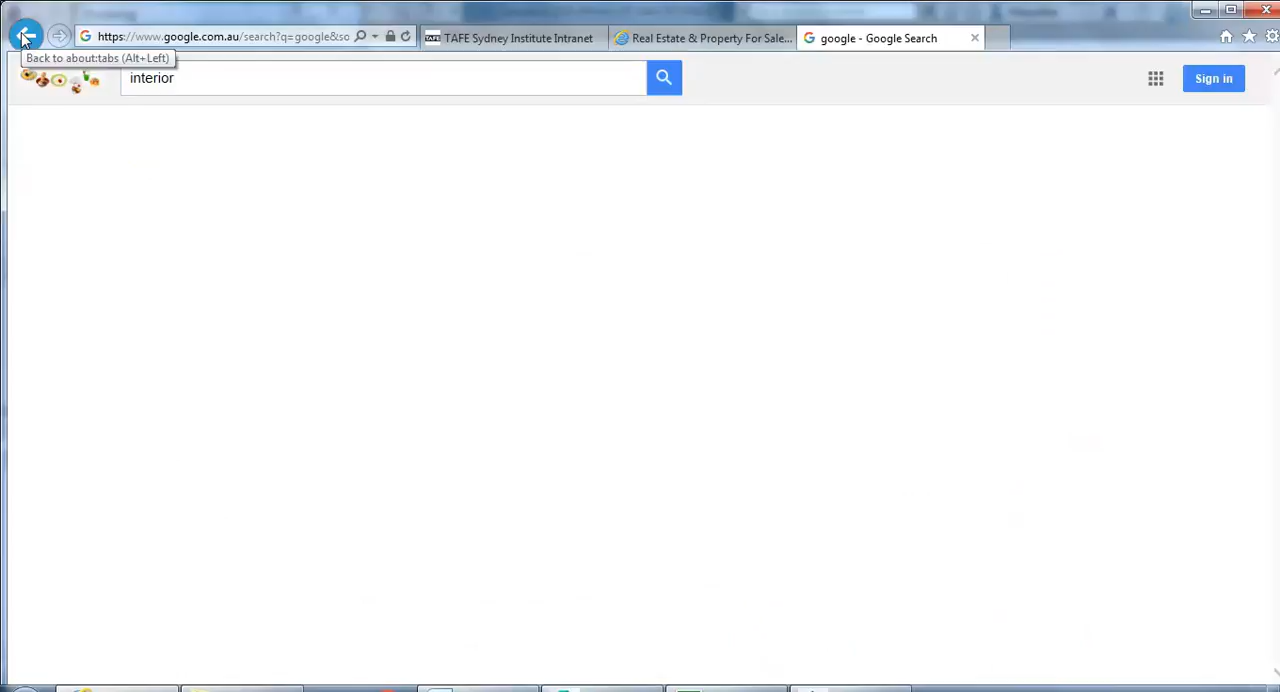 https://www.google.com.au/search?q=google&so
TAFE TAFE Sydney Institute Intranet
Real Estate & Property For Sale...
google - Google Search
Back to about:tabs (Alt+Left)
interior
Sign in